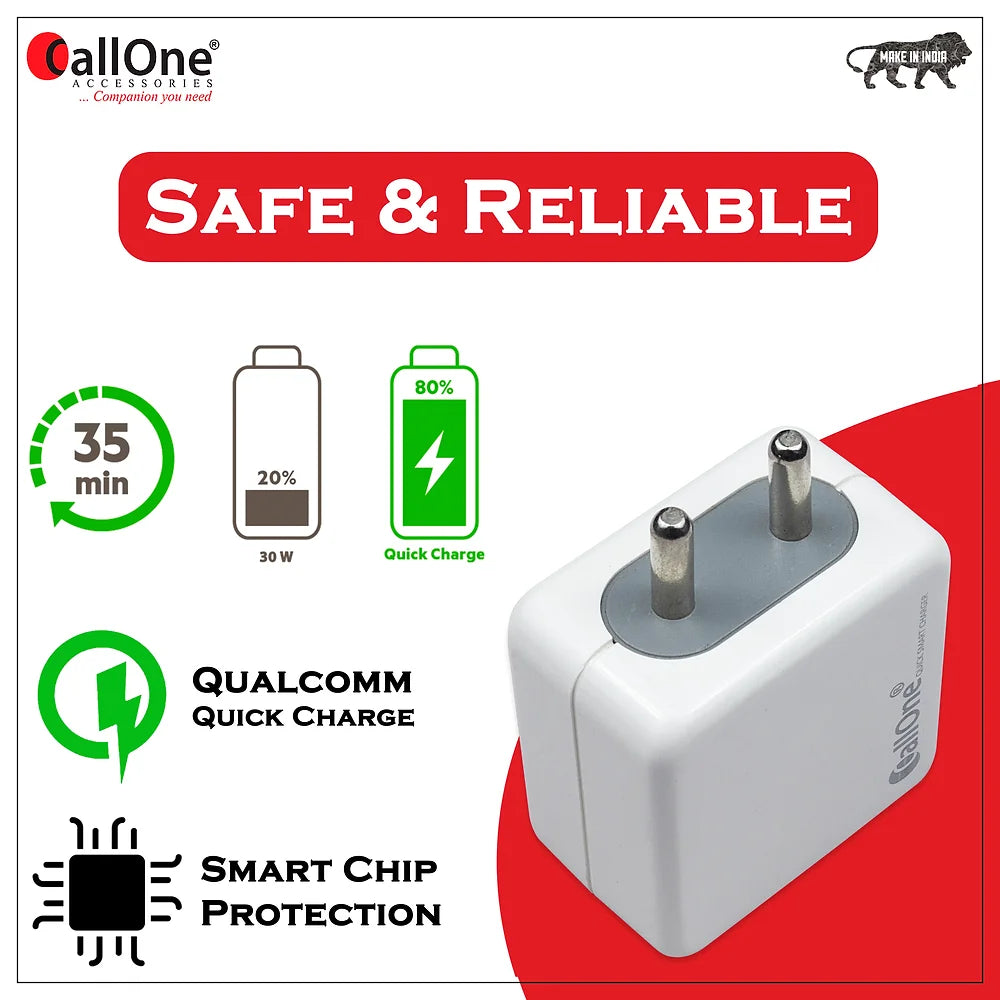 CallOne®
ACCESSORIES
... Companion you need
MAKE IN INDIA
SAFE & RELIABLE
35
min
20%
30 W
80%
Quick Charge
QUALCOMM
QUICK CHARGE
SMART CHIP
PROTECTION
CallOne®
QUICK SMART CHARGER